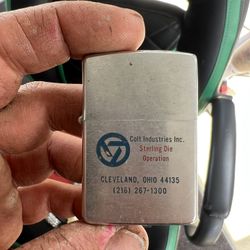 Colt Industries Inc.
Sterling Die
Operation
CLEVELAND, OHIO 44135
(216) 267-1300